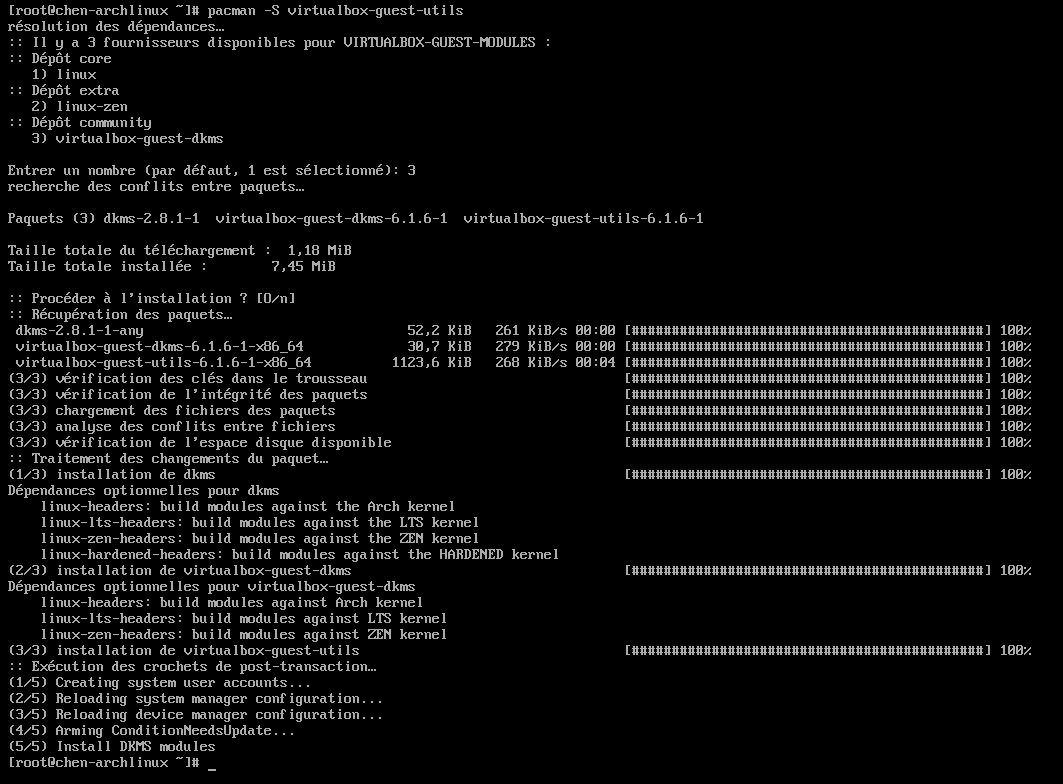 [root@chen-archlinux ~]# pacman -S virtualbox-guest-utils
résolution des dépendances…
:: Il y a 3 fournisseurs disponibles pour VIRTUALBOX-GUEST-MODULES :
:: Dépôt core
   1) linux
:: Dépôt extra
   2) linux-zen
:: Dépôt community
   3) virtualbox-guest-dkms

Entrer un nombre (par défaut, 1 est sélectionné): 3
recherche des conflits entre paquets…

Paquets (3) dkms-2.8.1-1  virtualbox-guest-dkms-6.1.6-1  virtualbox-guest-utils-6.1.6-1

Taille totale du téléchargement :  1,18 MiB
Taille totale installée :        7,45 MiB

:: Procéder à l'installation ? [O/n]
:: Récupération des paquets…
 dkms-2.8.1-1-any                                 52,2 KiB   261 KiB/s 00:00 [############################################] 100%
 virtualbox-guest-dkms-6.1.6-1-x86_64             30,7 KiB   279 KiB/s 00:00 [############################################] 100%
 virtualbox-guest-utils-6.1.6-1-x86_64          1123,6 KiB   268 KiB/s 00:04 [############################################] 100%
(3/3) vérification des clés dans le trousseau                                [############################################] 100%
(3/3) vérification de l'intégrité des paquets                                [############################################] 100%
(3/3) chargement des fichiers des paquets                                    [############################################] 100%
(3/3) analyse des conflits entre fichiers                                    [############################################] 100%
(3/3) vérification de l'espace disque disponible                             [############################################] 100%
:: Traitement des changements du paquet…
(1/3) installation de dkms                                                   [############################################] 100%
Dépendances optionnelles pour dkms
    linux-headers: build modules against the Arch kernel
    linux-lts-headers: build modules against the LTS kernel
    linux-zen-headers: build modules against the ZEN kernel
    linux-hardened-headers: build modules against the HARDENED kernel
(2/3) installation de virtualbox-guest-dkms                                  [############################################] 100%
Dépendances optionnelles pour virtualbox-guest-dkms
    linux-headers: build modules against Arch kernel
    linux-lts-headers: build modules against LTS kernel
    linux-zen-headers: build modules against ZEN kernel
(3/3) installation de virtualbox-guest-utils                                 [############################################] 100%
:: Exécution des crochets de post-transaction…
(1/5) Creating system user accounts...
(2/5) Reloading system manager configuration...
(3/5) Reloading device manager configuration...
(4/5) Arming ConditionNeedsUpdate...
(5/5) Install DKMS modules
[root@chen-archlinux ~]# _